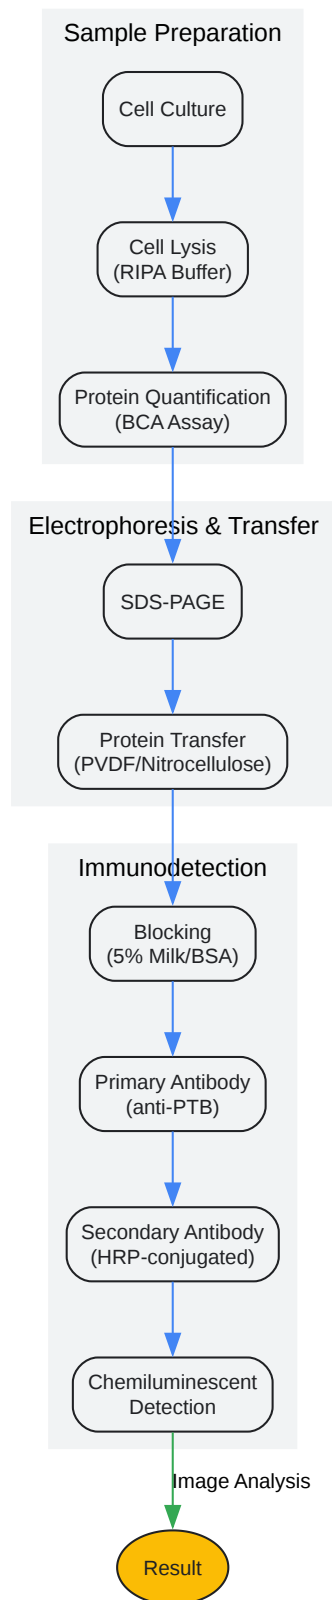 Sample Preparation
Cell Culture
Cell Lysis
(RIPA Buffer)
Protein Quantification
(BCA Assay)
Electrophoresis & Transfer
SDS-PAGE
Protein Transfer
(PVDF/Nitrocellulose)
Immunodetection
Blocking
(5% Milk/BSA)
Primary Antibody
(anti-PTB)
Secondary Antibody
(HRP-conjugated)
Chemiluminescent
Detection
Image Analysis
Result